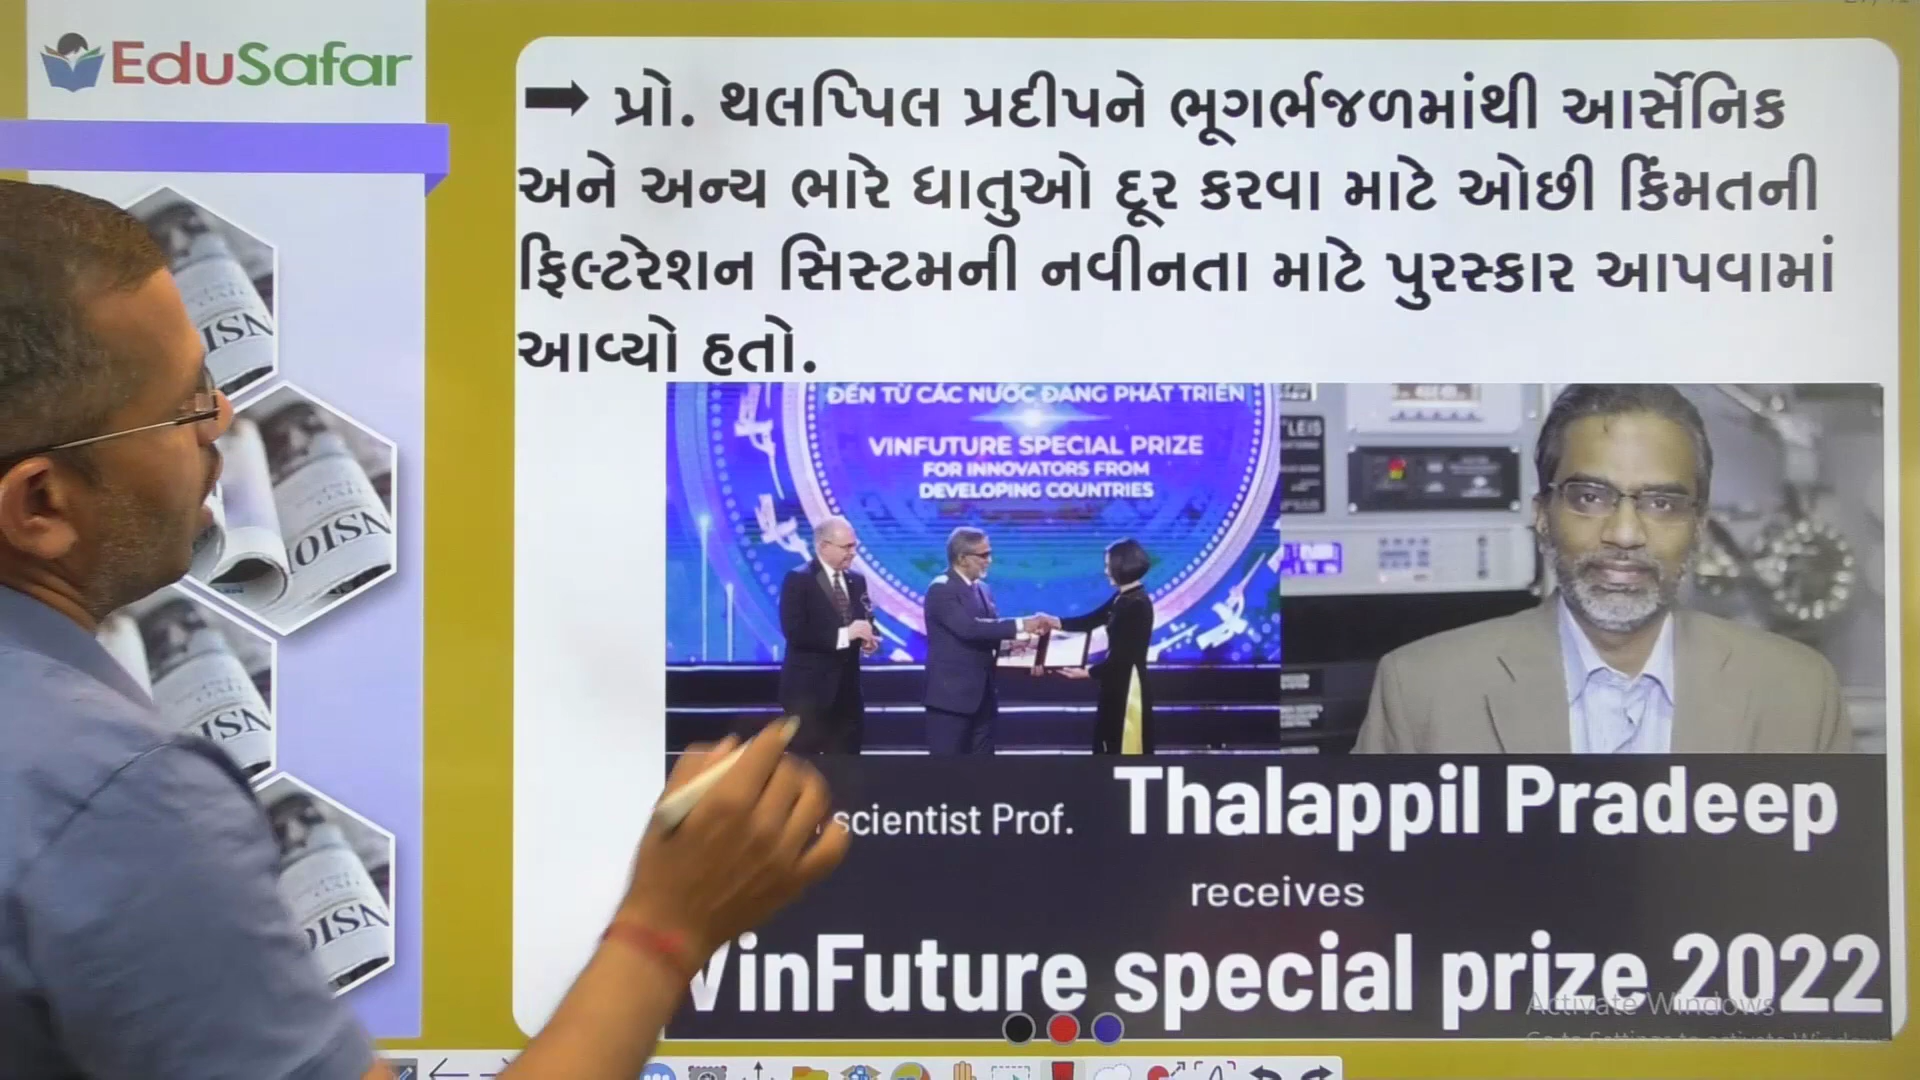 EduSafar
➡ પ્રો. થલપ્પિલ પ્રદીપને ભૂગર્ભજળમાંથી આર્સેનિક
અને અન્ય ભારે ધાતુઓ દૂર કરવા માટે ઓછી કિંમતની
ફિલ્ટરેશન સિસ્ટમની નવીનતા માટે પુરસ્કાર આપવામાં
આવ્યો હતો.
ĐẾN TỪ CÁC NƯỚC ĐANG PHÁT TRIỂN
VINFUTURE SPECIAL PRIZE
FOR INNOVATORS FROM
DEVELOPING COUNTRIES
scientist Prof. Thalappil Pradeep
receives
VinFuture special prize 2022
Activate Windows